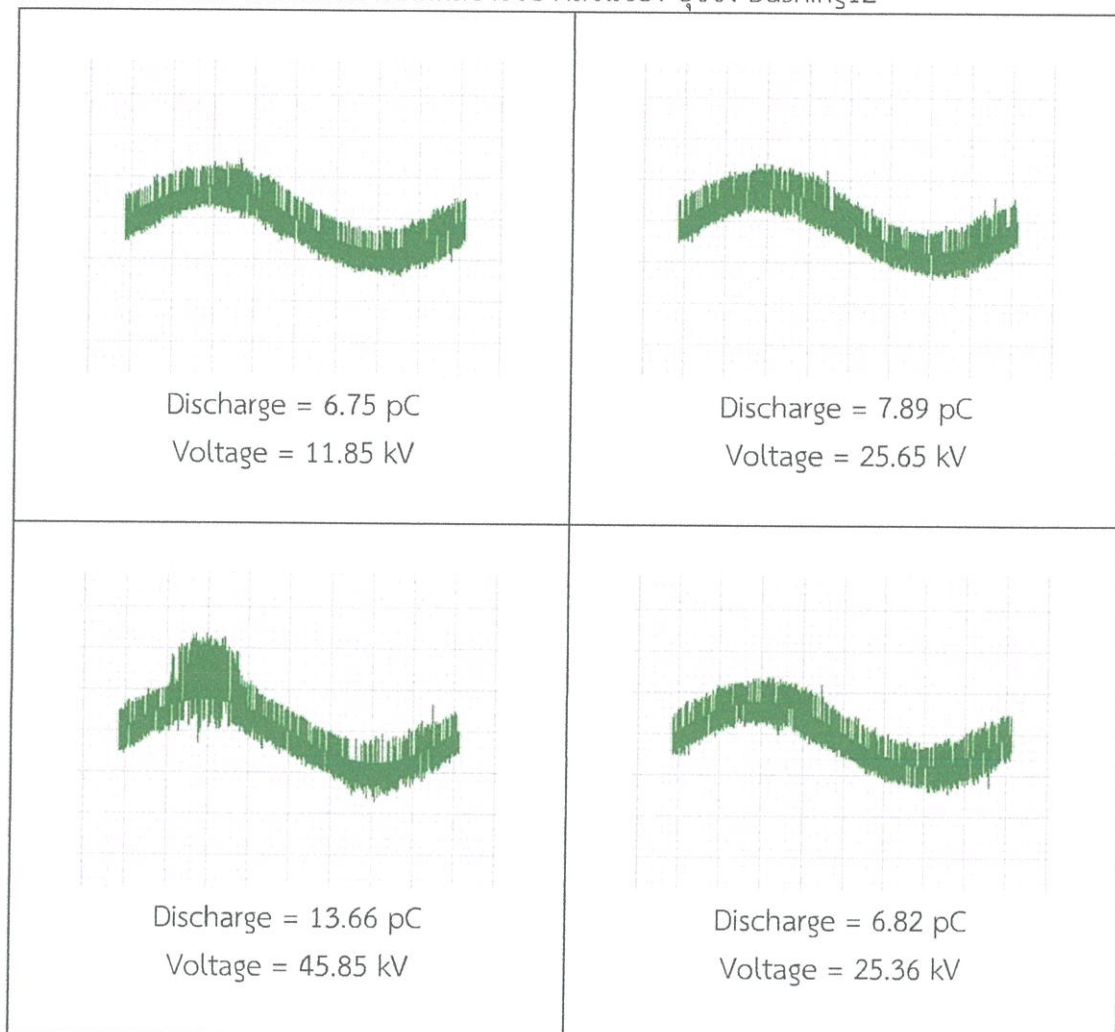 Bushing12
Discharge = 6.75 pC
Voltage = 11.85 kV
Discharge = 7.89 pC
Voltage = 25.65 kV
Discharge = 13.66 pC
Voltage = 45.85 kV
Discharge = 6.82 pC
Voltage = 25.36 kV